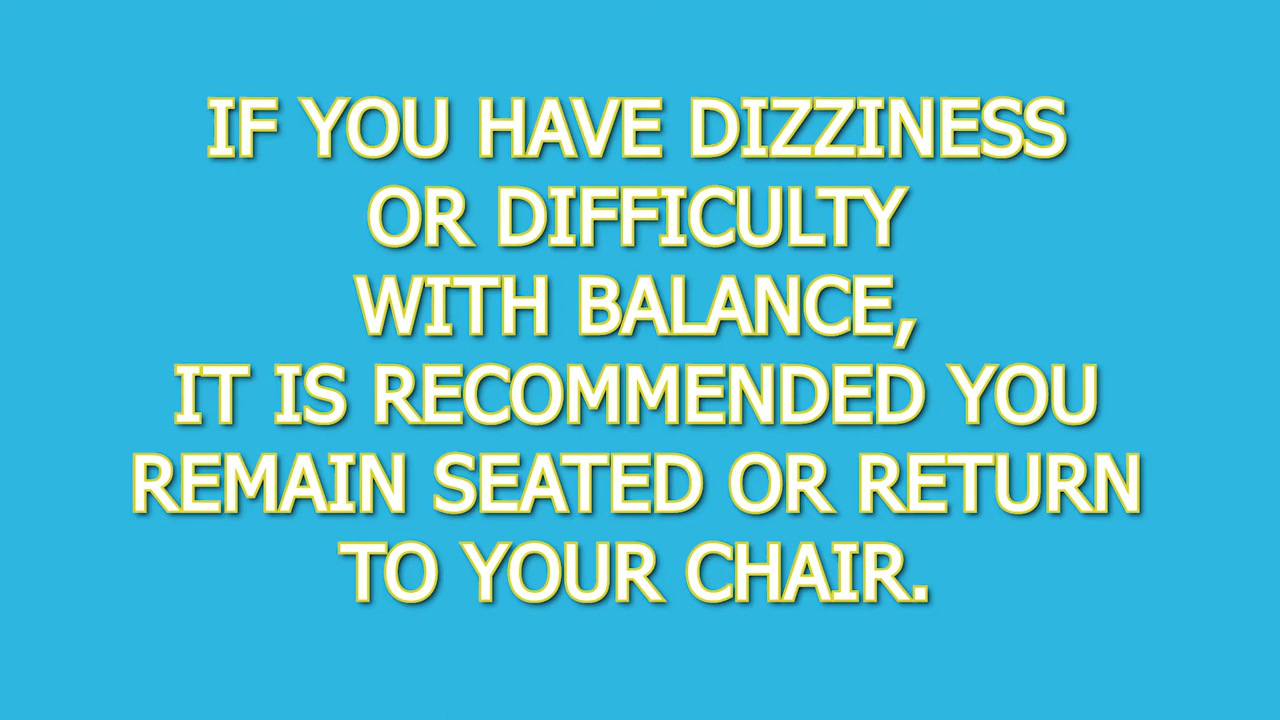 IF YOU HAVE DIZZINESS
OR DIFFICULTY
WITH BALANCE,
IT IS RECOMMENDED YOU
REMAIN SEATED OR RETURN
TO YOUR CHAIR.